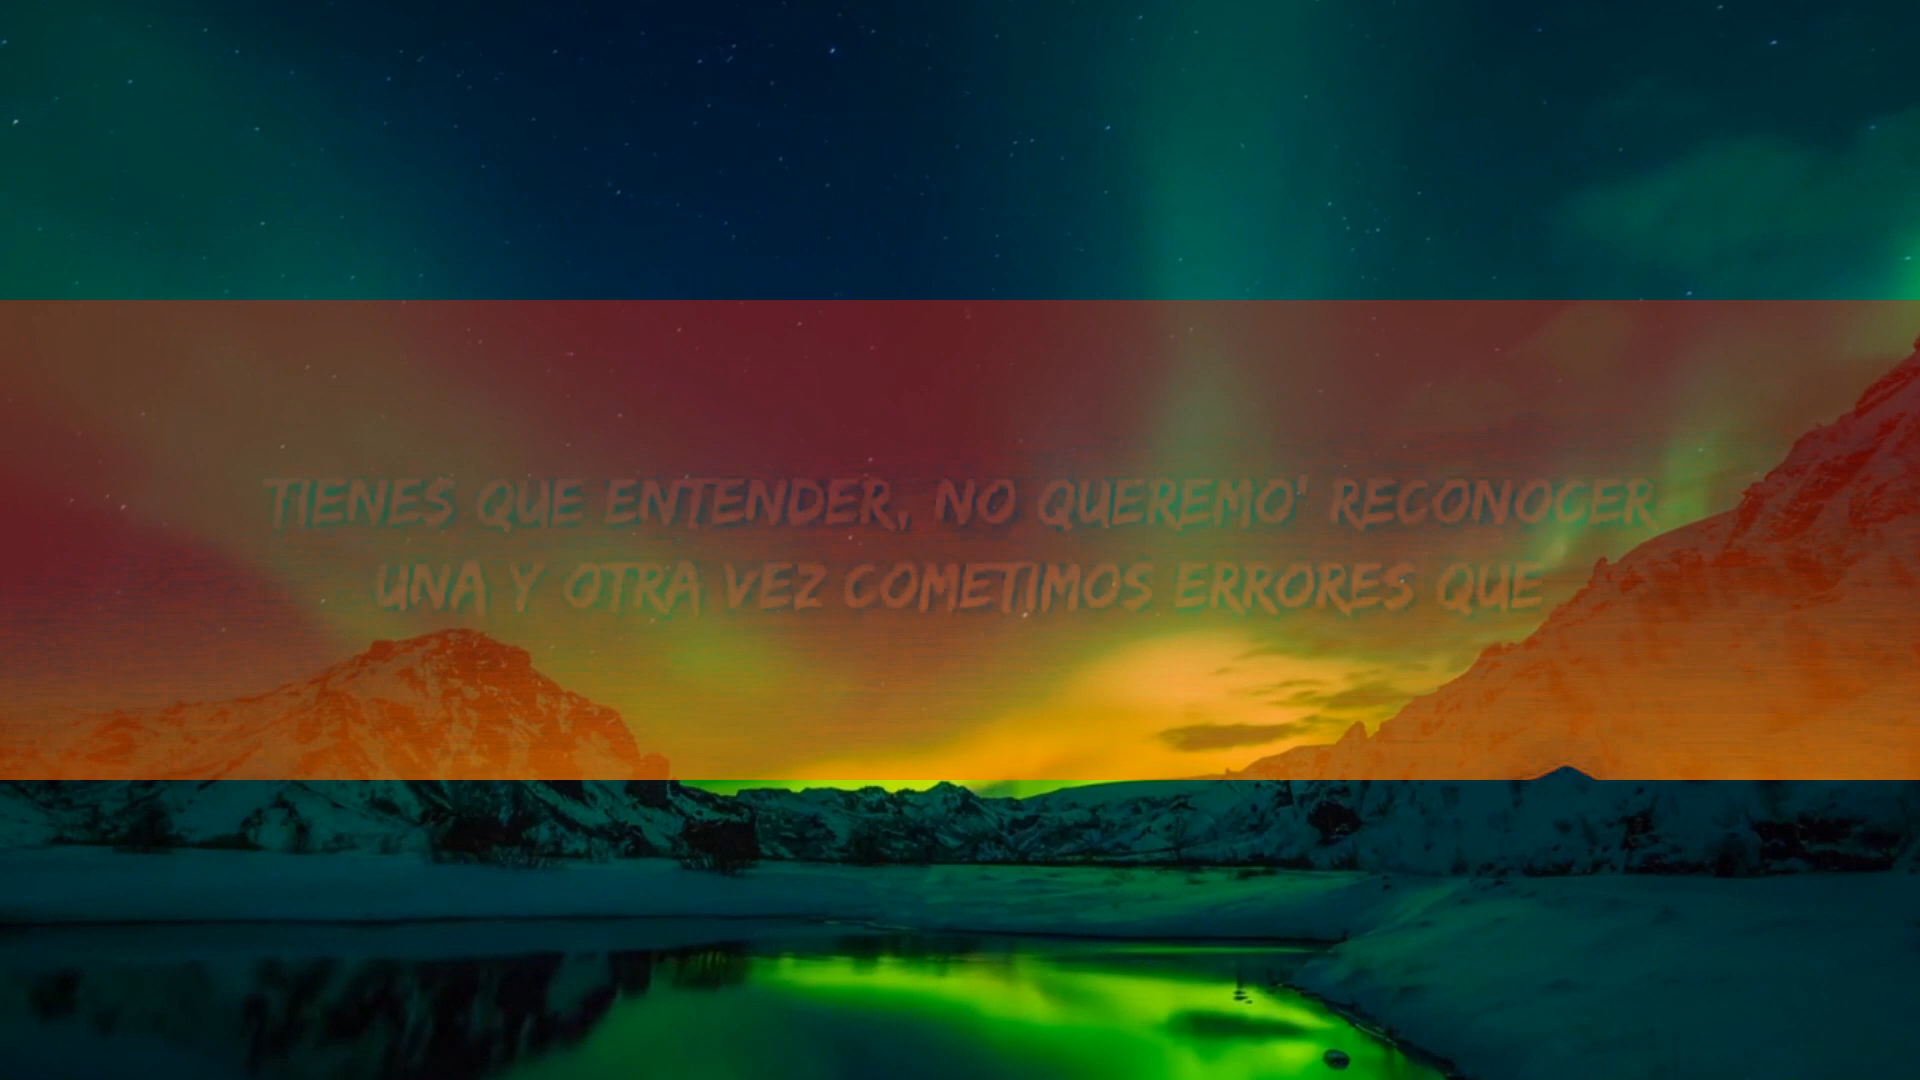 TIENES QUE ENTENDER, NO QUEREMO' RECONOCER
UNA Y OTRA VEZ COMETIMOS ERRORES QUE